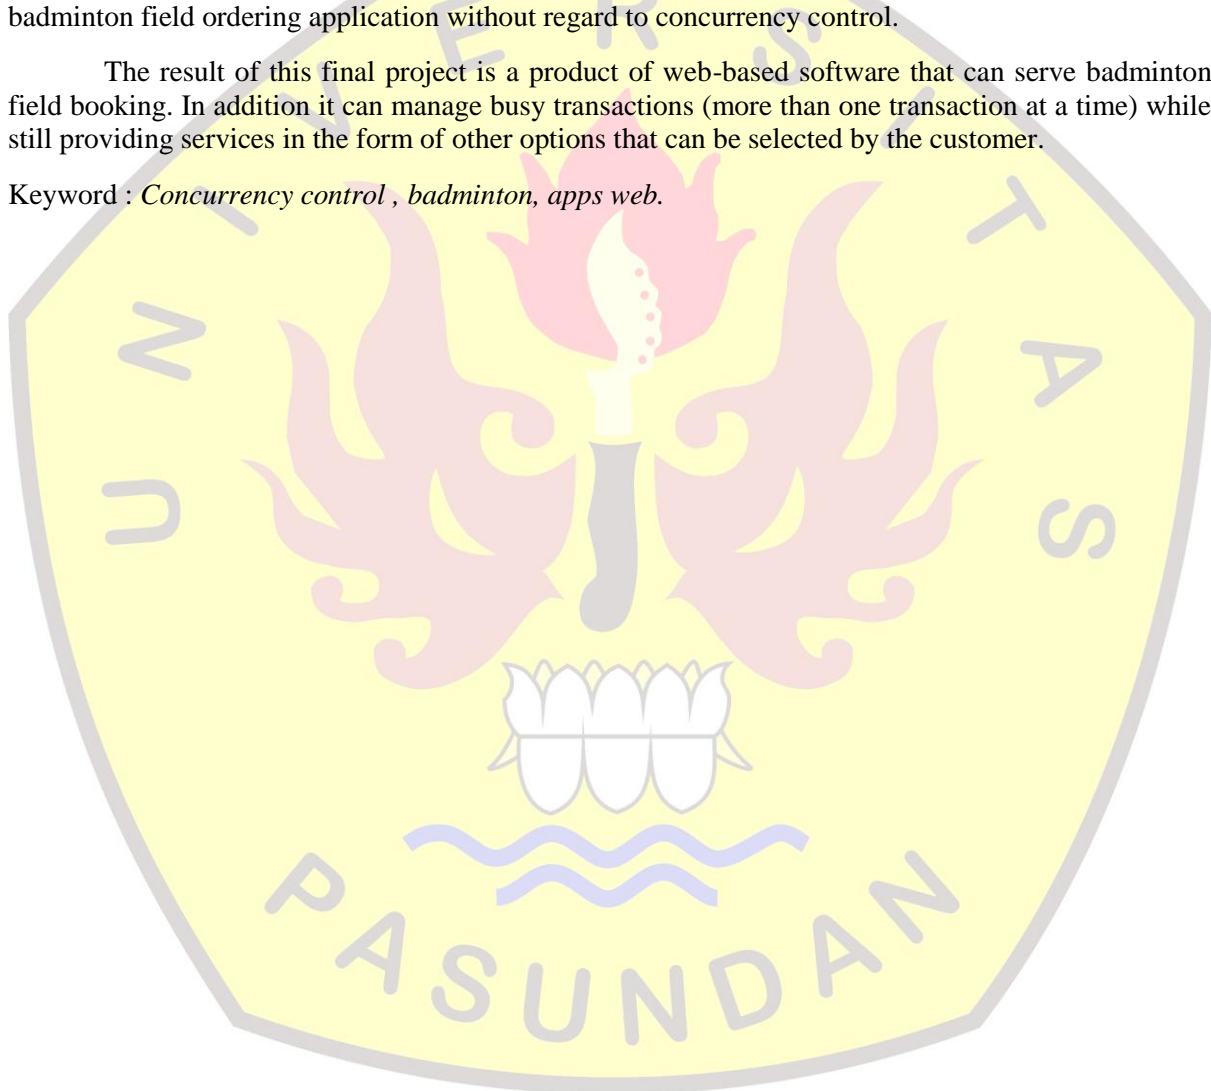 badminton field ordering application without regard to concurrency control.
The result of this final project is a product of web-based software that can serve badminton
field booking. In addition it can manage busy transactions (more than one transaction at a time) while
still providing services in the form of other options that can be selected by the customer.
Keyword : Concurrency control , badminton, apps web.
UNIVERSITAS
PASUNDAN